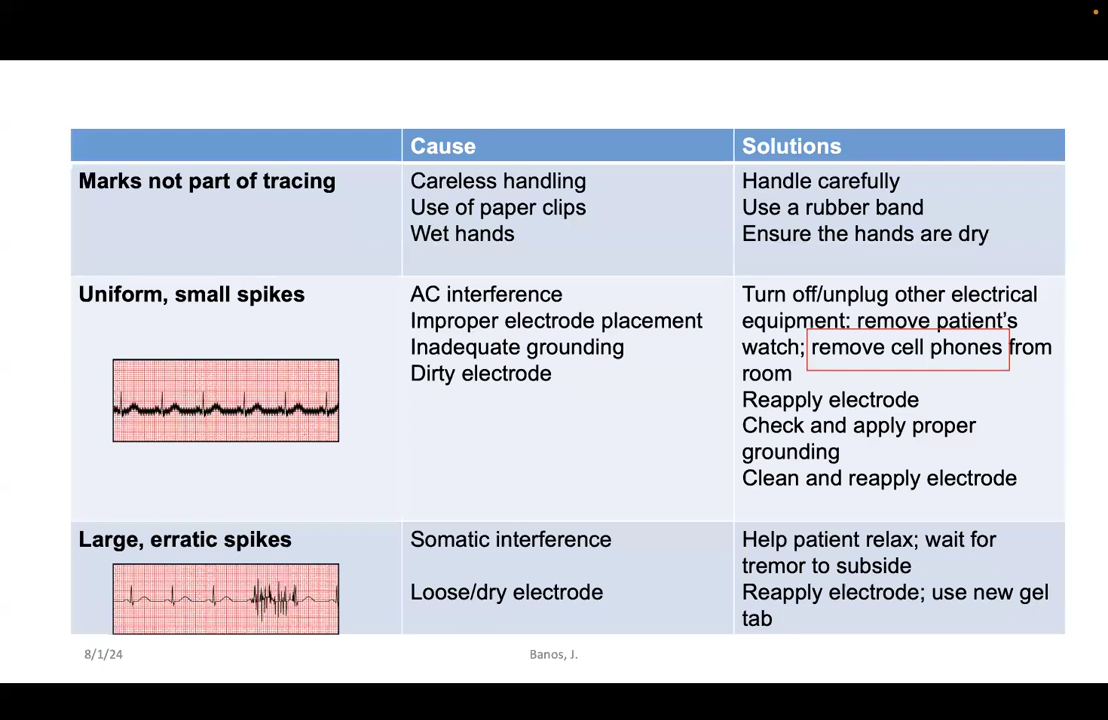 Cause
Solutions
Marks not part of tracing
Careless handling
Use of paper clips
Wet hands
Handle carefully
Use a rubber band
Ensure the hands are dry
Uniform, small spikes
AC interference
Improper electrode placement
Inadequate grounding
Dirty electrode
Turn off/unplug other electrical
equipment: remove patient’s
watch; remove cell phones from
room
Reapply electrode
Check and apply proper
grounding
Clean and reapply electrode
Large, erratic spikes
Somatic interference
Loose/dry electrode
Help patient relax; wait for
tremor to subside
Reapply electrode; use new gel
tab
8/1/24
Banos, J.